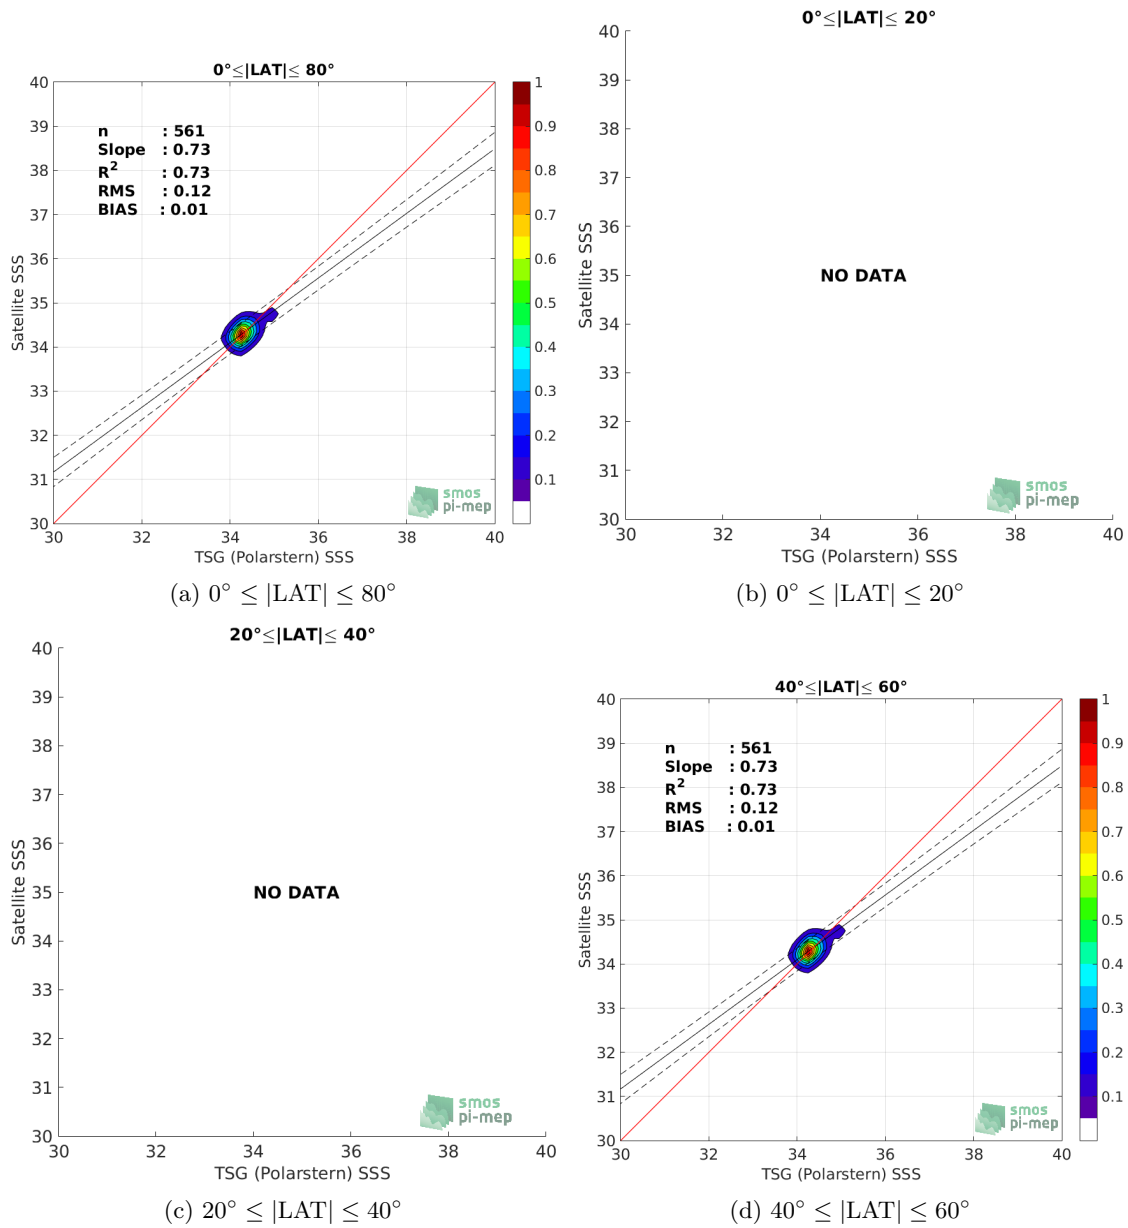 0°≤|LAT|≤ 80°
40
39
38
37
36
35
34
33
32
31
30
Satellite SSS
n : 561
Slope : 0.73
R² : 0.73
RMS : 0.12
BIAS : 0.01
smos
pi-mep
30 32 34 36 38 40
TSG (Polarstern) SSS
1
0.9
0.8
0.7
0.6
0.5
0.4
0.3
0.2
0.1
(a) 0° ≤ |LAT| ≤ 80°
0°≤|LAT|≤ 20°
40
39
38
37
36
35
34
33
32
31
30
Satellite SSS
NO DATA
smos
pi-mep
30 32 34 36 38 40
TSG (Polarstern) SSS
(b) 0° ≤ |LAT| ≤ 20°
20°≤|LAT|≤ 40°
40
39
38
37
36
35
34
33
32
31
30
Satellite SSS
NO DATA
smos
pi-mep
30 32 34 36 38 40
TSG (Polarstern) SSS
(c) 20° ≤ |LAT| ≤ 40°
40°≤|LAT|≤ 60°
40
39
38
37
36
35
34
33
32
31
30
Satellite SSS
n : 561
Slope : 0.73
R² : 0.73
RMS : 0.12
BIAS : 0.01
smos
pi-mep
30 32 34 36 38 40
TSG (Polarstern) SSS
1
0.9
0.8
0.7
0.6
0.5
0.4
0.3
0.2
0.1
(d) 40° ≤ |LAT| ≤ 60°